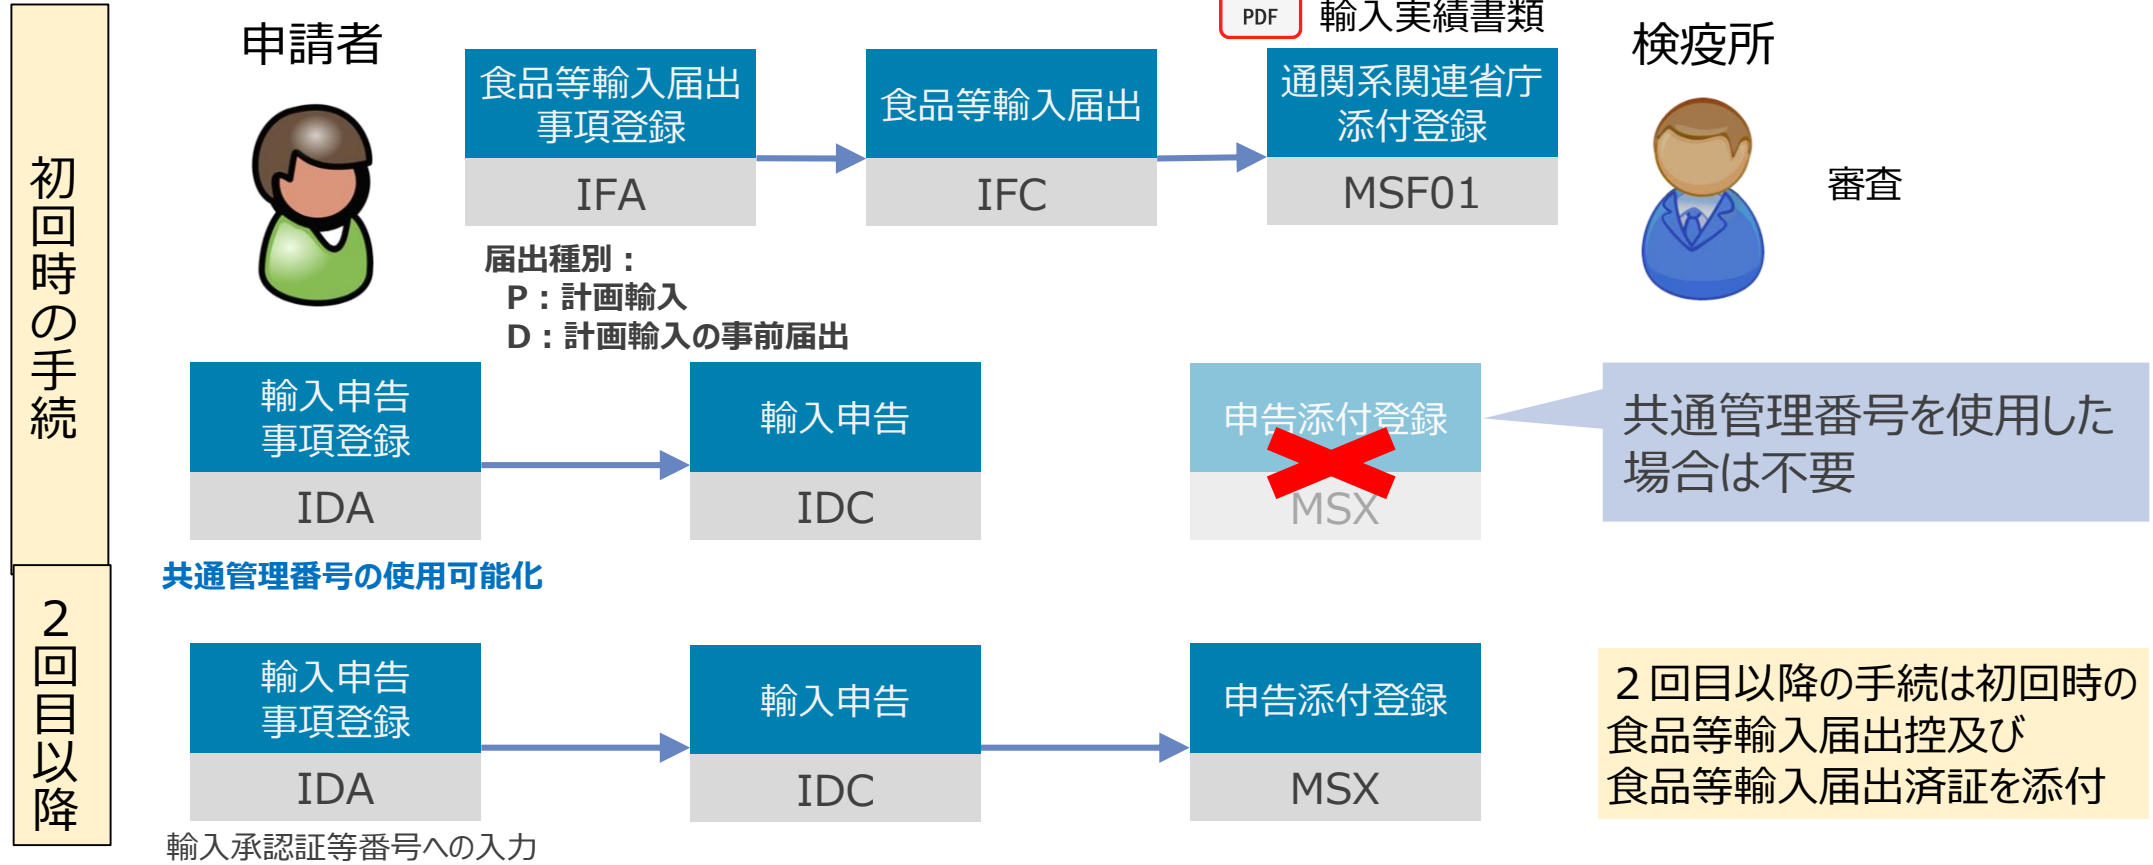 初回時の手続
申請者
PDF
輸入実績書類
検疫所
食品等輸入届出
事項登録
IFA
食品等輸入届出
IFC
通関系関連省庁
添付登録
MSF01
審査
届出種別：
P：計画輸入
D：計画輸入の事前届出
輸入申告
事項登録
IDA
輸入申告
IDC
申告添付登録
MSX
共通管理番号を使用した
場合は不要
共通管理番号の使用可能化
２回目以降
輸入申告
事項登録
IDA
輸入申告
IDC
申告添付登録
MSX
２回目以降の手続は初回時の
食品等輸入届出控及び
食品等輸入届出済証を添付
輸入承認証等番号への入力